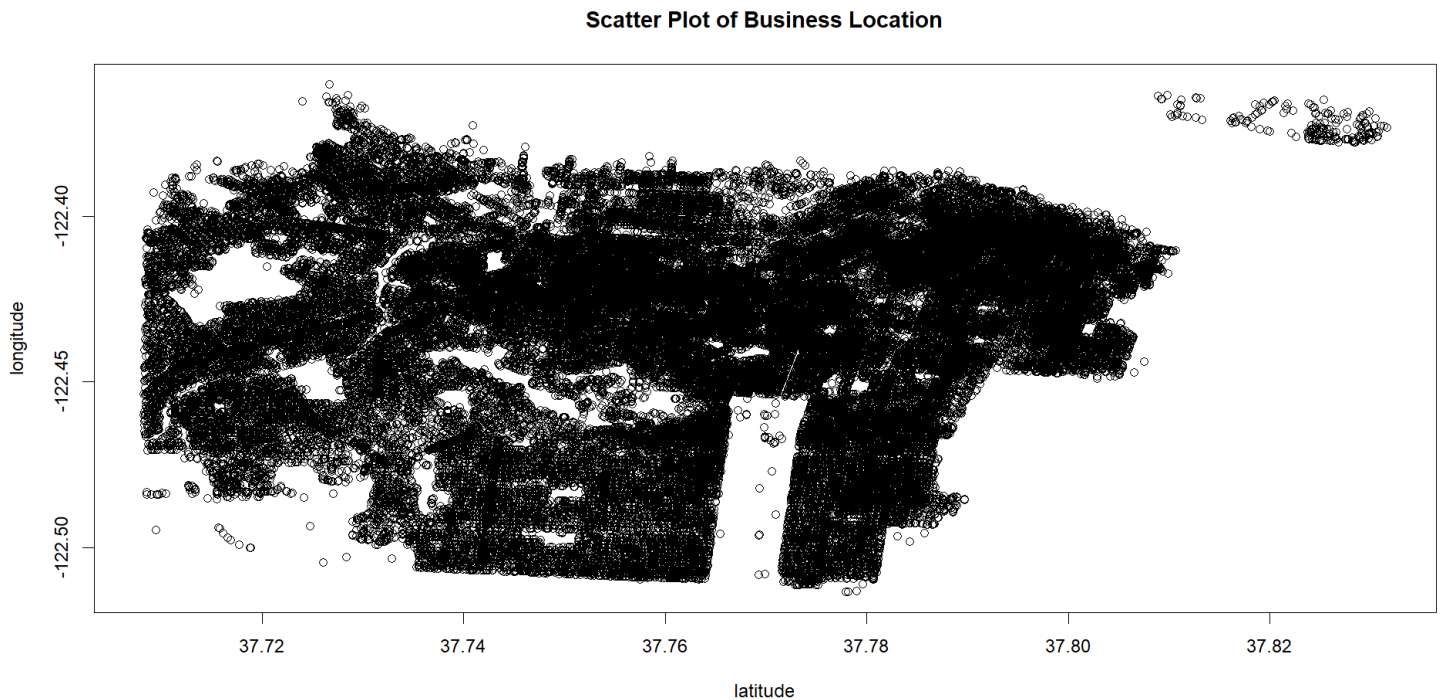 Scatter Plot of Business Location
longitude
-122.40
-122.45
-122.50
37.72 37.74 37.76 37.78 37.80 37.82
latitude